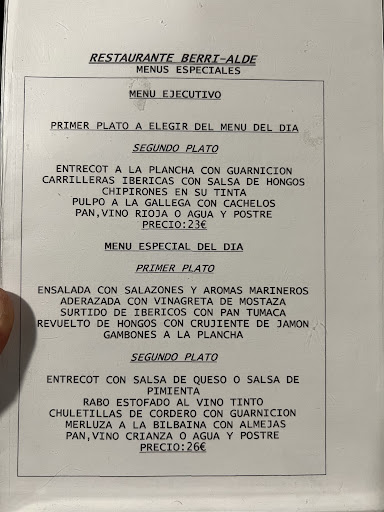 RESTAURANTE BERRI-ALDE
MENUS ESPECIALES
MENU EJECUTIVO
PRIMER PLATO A ELEGIR DEL MENU DEL DIA
SEGUNDO PLATO
ENTRECOT A LA PLANCHA CON GUARNICION
CARRILLERAS IBERICAS CON SALSA DE HONGOS
CHIPIRONES EN SU TINTA
PULPO A LA GALLEGA CON CACHELOS
PAN,VINO RIOJA O AGUA Y POSTRE
PRECIO:23€
MENU ESPECIAL DEL DIA
PRIMER PLATO
ENSALADA CON SALAZONES Y AROMAS MARINEROS
ADERAZADA CON VINAGRETA DE MOSTAZA
SURTIDO DE IBERICOS CON PAN TUMACA
REVUELTO DE HONGOS CON CRUJIENTE DE JAMON
GAMBONES A LA PLANCHA
SEGUNDO PLATO
ENTRECOT CON SALSA DE QUESO O SALSA DE
PIMIENTA
RABO ESTOFADO AL VINO TINTO
CHULETILLAS DE CORDERO CON GUARNICION
MERLUZA A LA BILBAINA CON ALMEJAS
PAN,VINO CRIANZA O AGUA Y POSTRE
PRECIO:26€